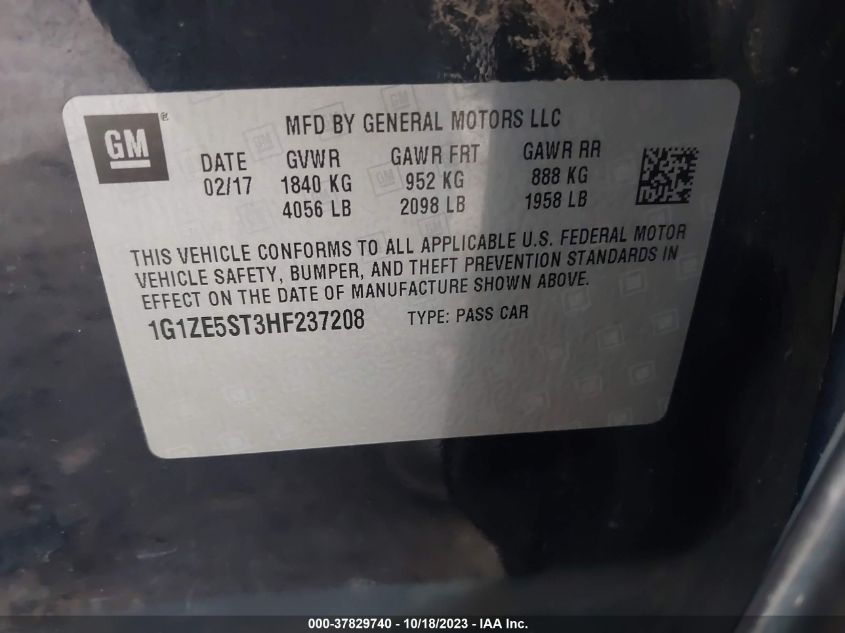 GM ®
MFD BY GENERAL MOTORS LLC
DATE GVWR GAWR FRT GAWR RR
02/17 1840 KG 952 KG 888 KG
4056 LB 2098 LB 1958 LB
THIS VEHICLE CONFORMS TO ALL APPLICABLE U.S. FEDERAL MOTOR
VEHICLE SAFETY, BUMPER, AND THEFT PREVENTION STANDARDS IN
EFFECT ON THE DATE OF MANUFACTURE SHOWN ABOVE.
1G1ZE5ST3HF237208 TYPE: PASS CAR
000-37829740 - 10/18/2023 - IAA Inc.